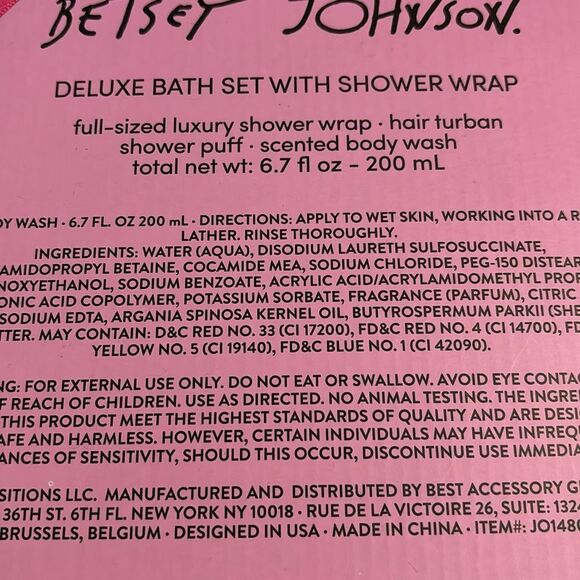 BETSEY JOHNSON.
DELUXE BATH SET WITH SHOWER WRAP
full-sized luxury shower wrap · hair turban
shower puff · scented body wash
total net wt: 6.7 fl oz - 200 mL
DY WASH · 6.7 FL. OZ 200 mL · DIRECTIONS: APPLY TO WET SKIN, WORKING INTO A R
LATHER. RINSE THOROUGHLY.
INGREDIENTS: WATER (AQUA), DISODIUM LAURETH SULFOSUCCINATE,
AMIDOPROPYL BETAINE, COCAMIDE MEA, SODIUM CHLORIDE, PEG-150 DISTEAR
NOXYETHANOL, SODIUM BENZOATE, ACRYLIC ACID/ACRYLAMIDOMETHYL PROP
ONIC ACID COPOLYMER, POTASSIUM SORBATE, FRAGRANCE (PARFUM), CITRIC
SODIUM EDTA, ARGANIA SPINOSA KERNEL OIL, BUTYROSPERMUM PARKII (SHE
TTER. MAY CONTAIN: D&C RED NO. 33 (CI 17200), FD&C RED NO. 4 (CI 14700), FD
YELLOW NO. 5 (CI 19140), FD&C BLUE NO. 1 (CI 42090).
NG: FOR EXTERNAL USE ONLY. DO NOT EAT OR SWALLOW. AVOID EYE CONTAC
F REACH OF CHILDREN. USE AS DIRECTED. NO ANIMAL TESTING. THE INGRE
THIS PRODUCT MEET THE HIGHEST STANDARDS OF QUALITY AND ARE DESI
AFE AND HARMLESS. HOWEVER, CERTAIN INDIVIDUALS MAY HAVE INFREQU
ANCES OF SENSITIVITY, SHOULD THIS OCCUR, DISCONTINUE USE IMMEDIA
SITIONS LLC. MANUFACTURED AND DISTRIBUTED BY BEST ACCESSORY G
36TH ST. 6TH FL. NEW YORK NY 10018 · RUE DE LA VICTOIRE 26, SUITE: 132
BRUSSELS, BELGIUM · DESIGNED IN USA · MADE IN CHINA · ITEM#: JO1480